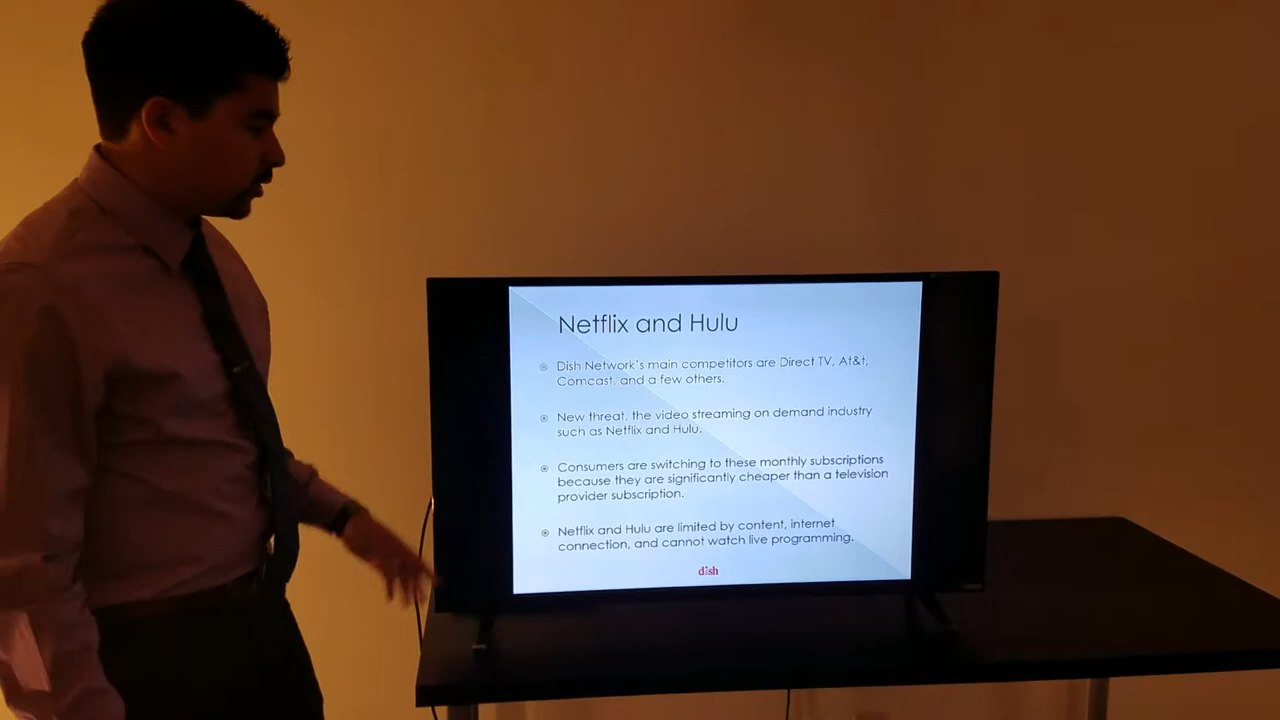 Netflix and Hulu
Dish Network's main competitors are Direct TV, At&t,
Comcast, and a few others.
New threat, the video streaming on demand industry
such as Netflix and Hulu.
Consumers are switching to these monthly subscriptions
because they are significantly cheaper than a television
provider subscription.
Netflix and Hulu are limited by content, internet
connection, and cannot watch live programming.
dish